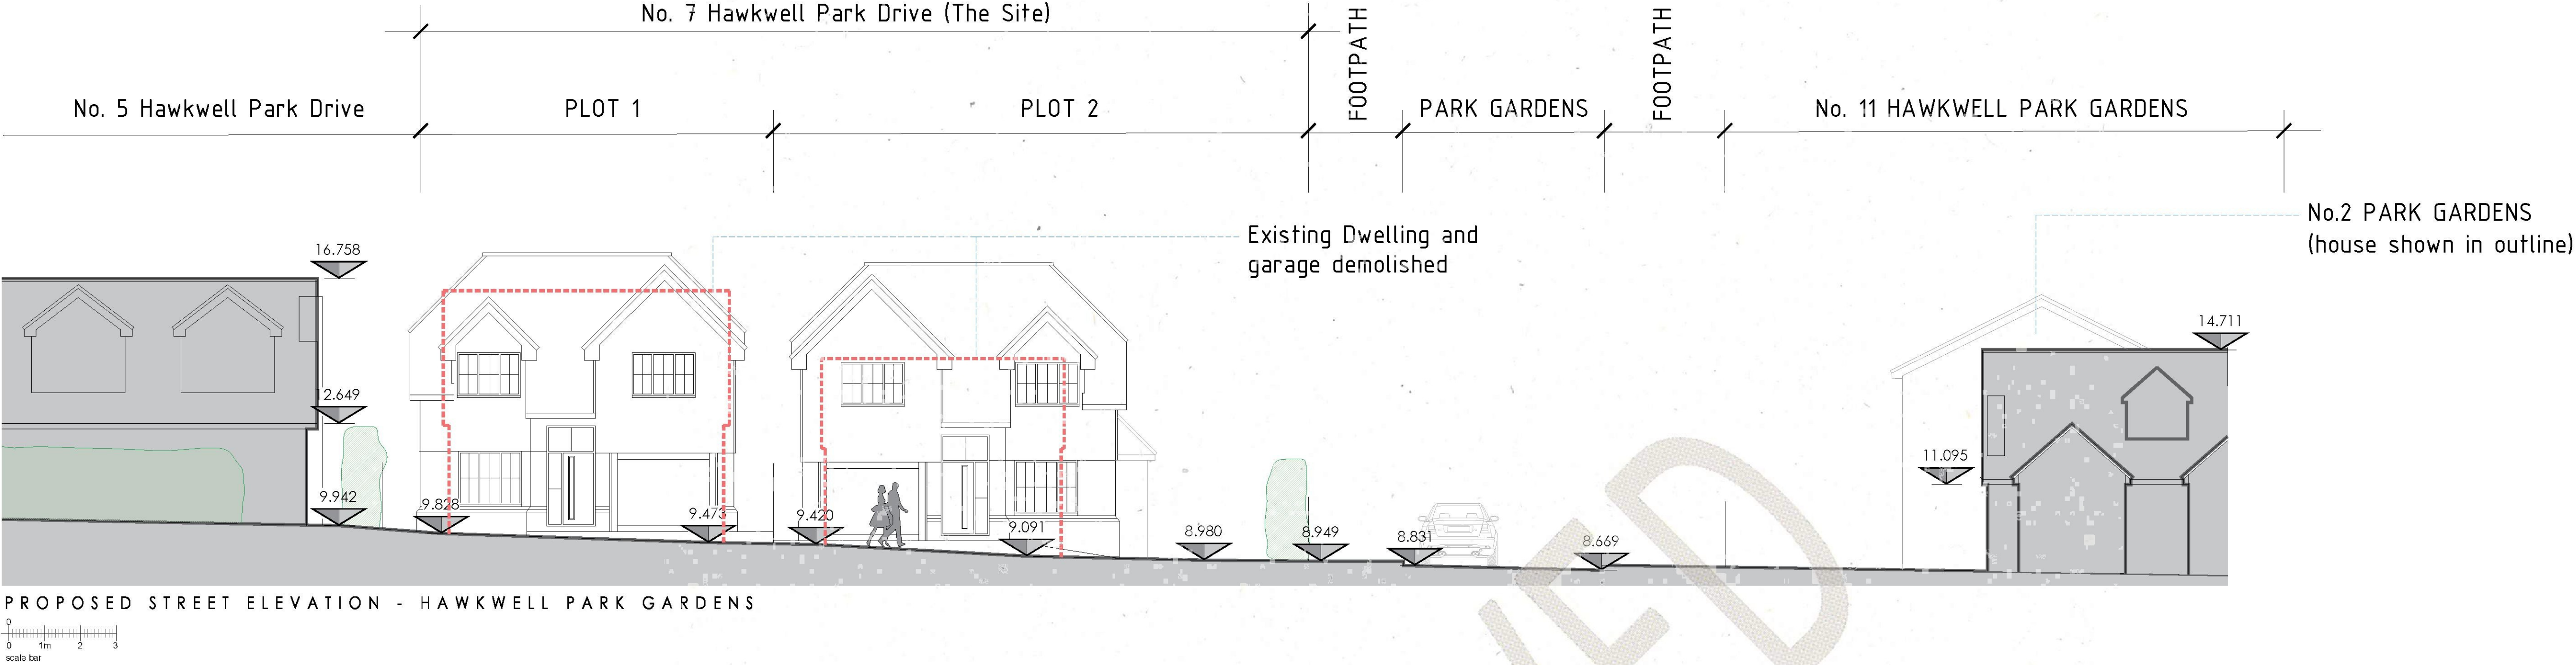 No. 7 Hawkwell Park Drive (The Site)
FOOTPATH
FOOTPATH
No. 5 Hawkwell Park Drive
PLOT 1
PLOT 2
PARK GARDENS
No. 11 HAWKWELL PARK GARDENS
No.2 PARK GARDENS
(house shown in outline)
Existing Dwelling and
garage demolished
16.758
14.711
12.649
11.095
9.942
9.828
9.473
9.420
9.091
8.980
8.949
8.831
8.669
PROPOSED STREET ELEVATION - HAWKWELL PARK GARDENS
0
0 1m 2 3
scale bar